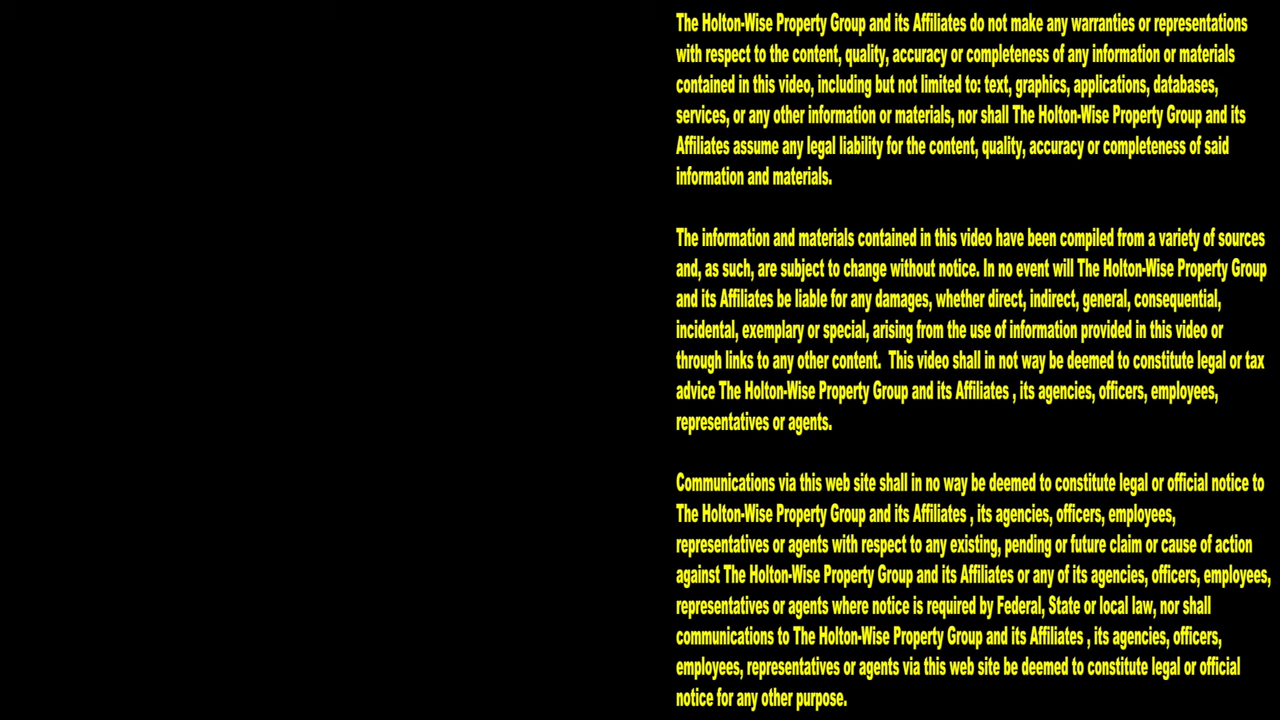 The Holton-Wise Property Group and its Affiliates do not make any warranties or representations
with respect to the content, quality, accuracy or completeness of any information or materials
contained in this video, including but not limited to: text, graphics, applications, databases,
services, or any other information or materials, nor shall The Holton-Wise Property Group and its
Affiliates assume any legal liability for the content, quality, accuracy or completeness of said
information and materials.
The information and materials contained in this video have been compiled from a variety of sources
and, as such, are subject to change without notice. In no event will The Holton-Wise Property Group
and its Affiliates be liable for any damages, whether direct, indirect, general, consequential,
incidental, exemplary or special, arising from the use of information provided in this video or
through links to any other content.  This video shall in not way be deemed to constitute legal or tax
advice The Holton-Wise Property Group and its Affiliates , its agencies, officers, employees,
representatives or agents.
Communications via this web site shall in no way be deemed to constitute legal or official notice to
The Holton-Wise Property Group and its Affiliates , its agencies, officers, employees,
representatives or agents with respect to any existing, pending or future claim or cause of action
against The Holton-Wise Property Group and its Affiliates or any of its agencies, officers, employees,
representatives or agents where notice is required by Federal, State or local law, nor shall
communications to The Holton-Wise Property Group and its Affiliates , its agencies, officers,
employees, representatives or agents via this web site be deemed to constitute legal or official
notice for any other purpose.